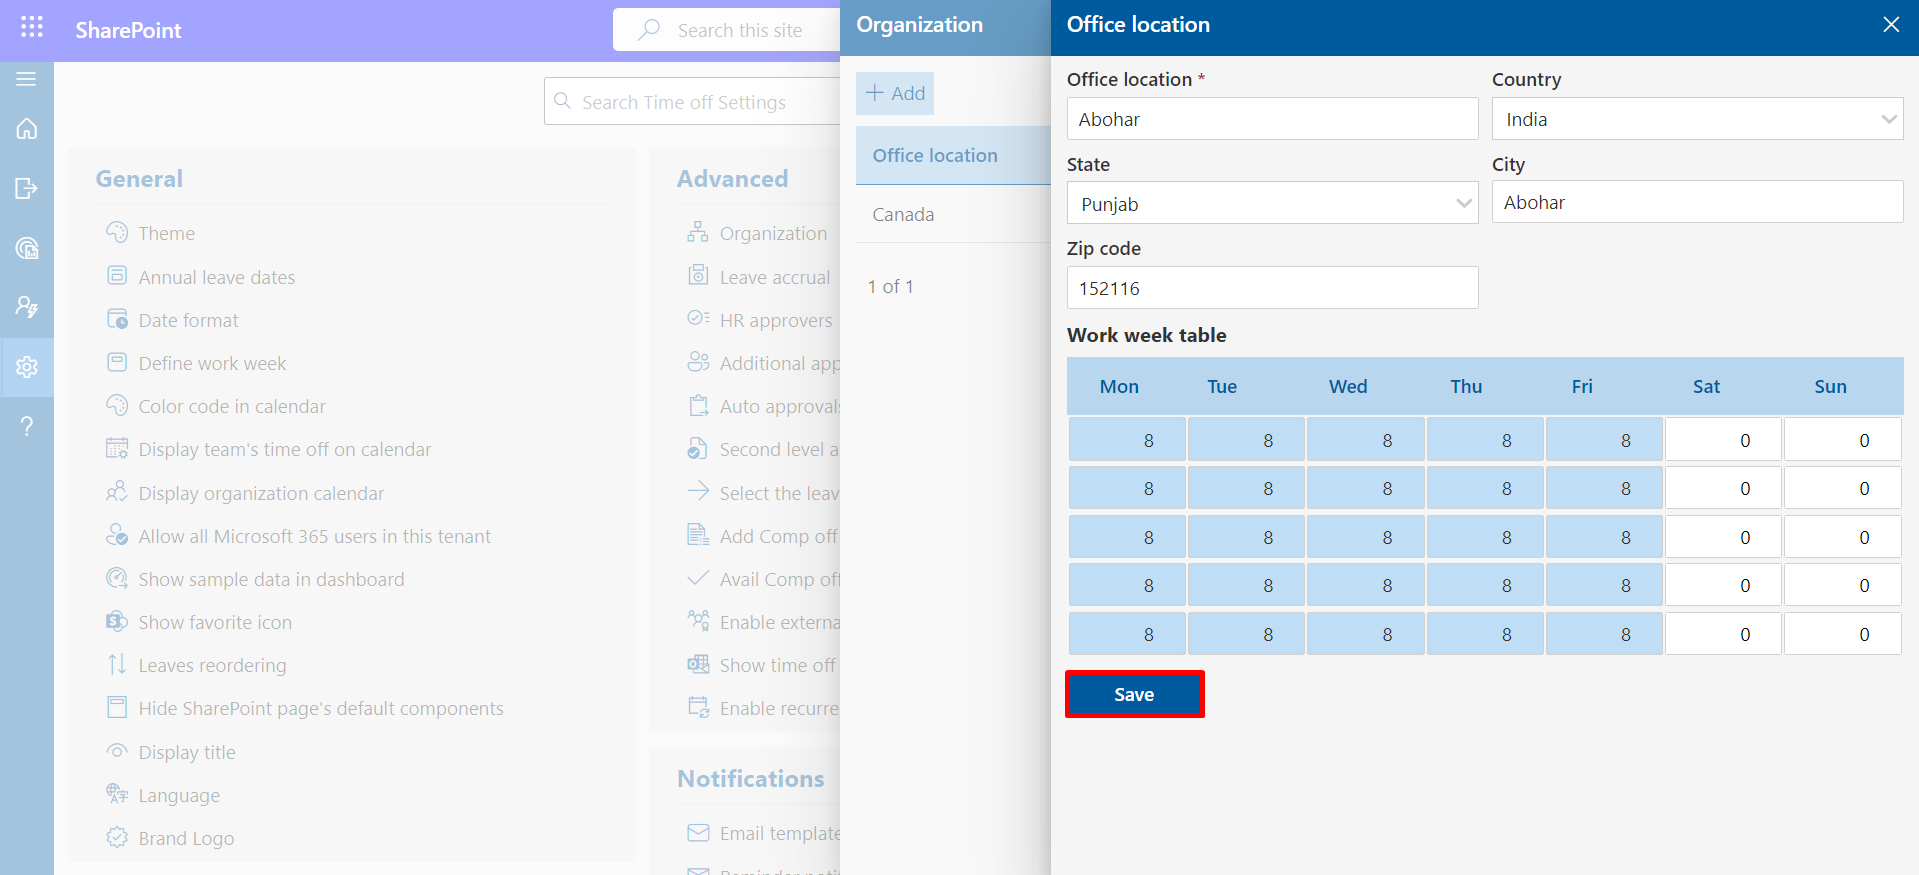 SharePoint
Search this site
Search Time off Settings
General
Theme
Annual leave dates
Date format
Define work week
Color code in calendar
Display team's time off on calendar
Display organization calendar
Allow all Microsoft 365 users in this tenant
Show sample data in dashboard
Show favorite icon
Leaves reordering
Hide SharePoint page's default components
Display title
Language
Brand Logo
Advanced
Organization
Leave accrual
HR approvers
Additional app
Auto approvals
Second level a
Select the leav
Add Comp off
Avail Comp off
Enable externa
Show time off
Enable recurre
Notifications
Email template
Organization
Add
Office location
Canada
1 of 1
Office location
Office location *
Abohar
Country
India
State
Punjab
City
Abohar
Zip code
152116
Work week table
Mon Tue Wed Thu Fri Sat Sun
8 8 8 8 8 0 0
8 8 8 8 8 0 0
8 8 8 8 8 0 0
8 8 8 8 8 0 0
8 8 8 8 8 0 0
Save